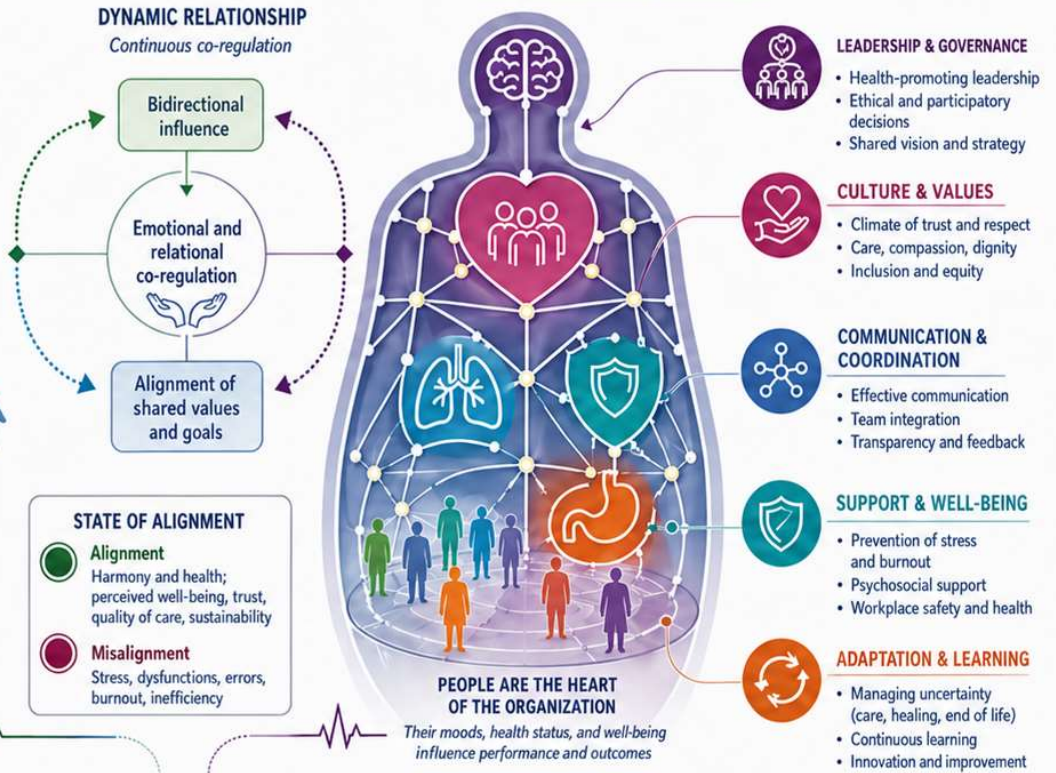 DYNAMIC RELATIONSHIP
Continuous co-regulation
Bidirectional
influence
Emotional and
relational
co-regulation
Alignment of
shared values
and goals
STATE OF ALIGNMENT
Alignment
Harmony and health;
perceived well-being, trust,
quality of care, sustainability
Misalignment
Stress, dysfunctions, errors,
burnout, inefficiency
PEOPLE ARE THE HEART
OF THE ORGANIZATION
Their moods, health status, and well-being
influence performance and outcomes
LEADERSHIP & GOVERNANCE
• Health-promoting leadership
• Ethical and participatory
decisions
• Shared vision and strategy
CULTURE & VALUES
• Climate of trust and respect
• Care, compassion, dignity
• Inclusion and equity
COMMUNICATION &
COORDINATION
• Effective communication
• Team integration
• Transparency and feedback
SUPPORT & WELL-BEING
• Prevention of stress
and burnout
• Psychosocial support
• Workplace safety and health
ADAPTATION & LEARNING
• Managing uncertainty
(care, healing, end of life)
• Continuous learning
• Innovation and improvement